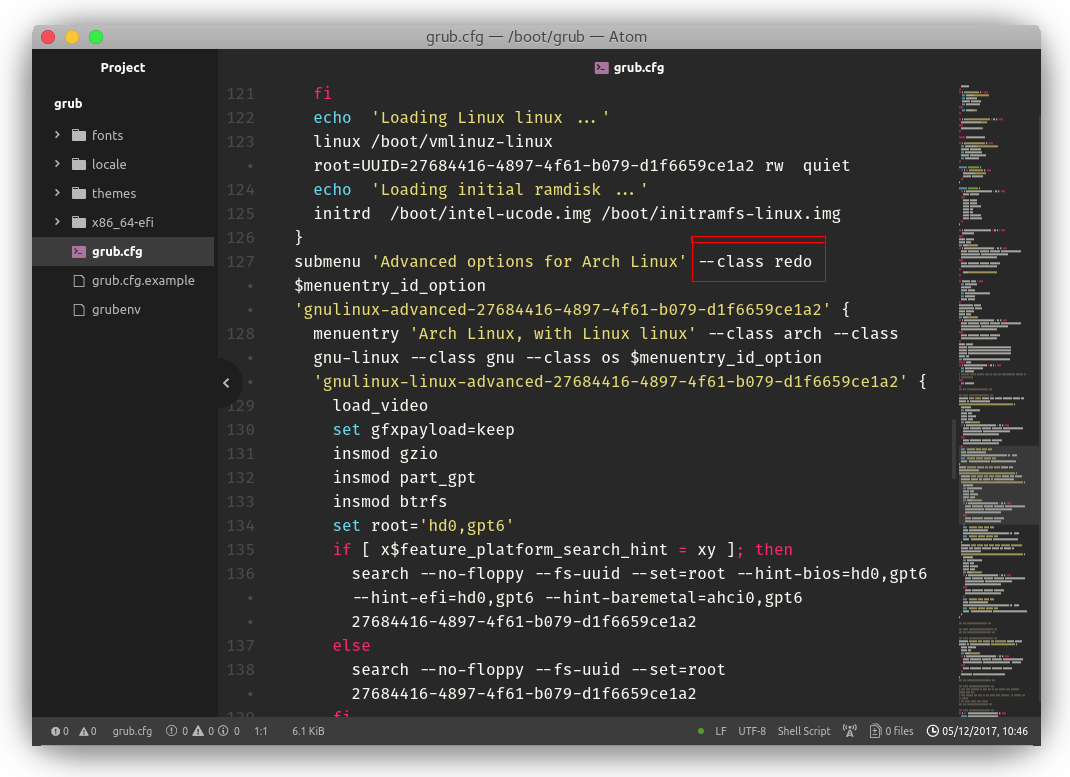 grub.cfg — /boot/grub — Atom
Project
grub
fonts
locale
themes
x86_64-efi
grub.cfg
grub.cfg.example
grubenv
grub.cfg
121 fi
122 echo 'Loading Linux linux ...'
123 linux /boot/vmlinuz-linux
root=UUID=27684416-4897-4f61-b079-d1f6659ce1a2 rw quiet
124 echo 'Loading initial ramdisk ...'
125 initrd /boot/intel-ucode.img /boot/initramfs-linux.img
126 }
127 submenu 'Advanced options for Arch Linux' --class redo
$menuentry_id_option
'gnulinux-advanced-27684416-4897-4f61-b079-d1f6659ce1a2' {
128 menuentry 'Arch Linux, with Linux linux' --class arch --class
gnu-linux --class gnu --class os $menuentry_id_option
'gnulinux-linux-advanced-27684416-4897-4f61-b079-d1f6659ce1a2' {
129 load_video
130 set gfxpayload=keep
131 insmod gzio
132 insmod part_gpt
133 insmod btrfs
134 set root='hd0,gpt6'
135 if [ x$feature_platform_search_hint = xy ]; then
136 search --no-floppy --fs-uuid --set=root --hint-bios=hd0,gpt6
--hint-efi=hd0,gpt6 --hint-baremetal=ahci0,gpt6
27684416-4897-4f61-b079-d1f6659ce1a2
137 else
138 search --no-floppy --fs-uuid --set=root
27684416-4897-4f61-b079-d1f6659ce1a2
139 fi
0 0 grub.cfg 0 0 0 1:1 6.1 KiB LF UTF-8 Shell Script 0 files 05/12/2017, 10:46